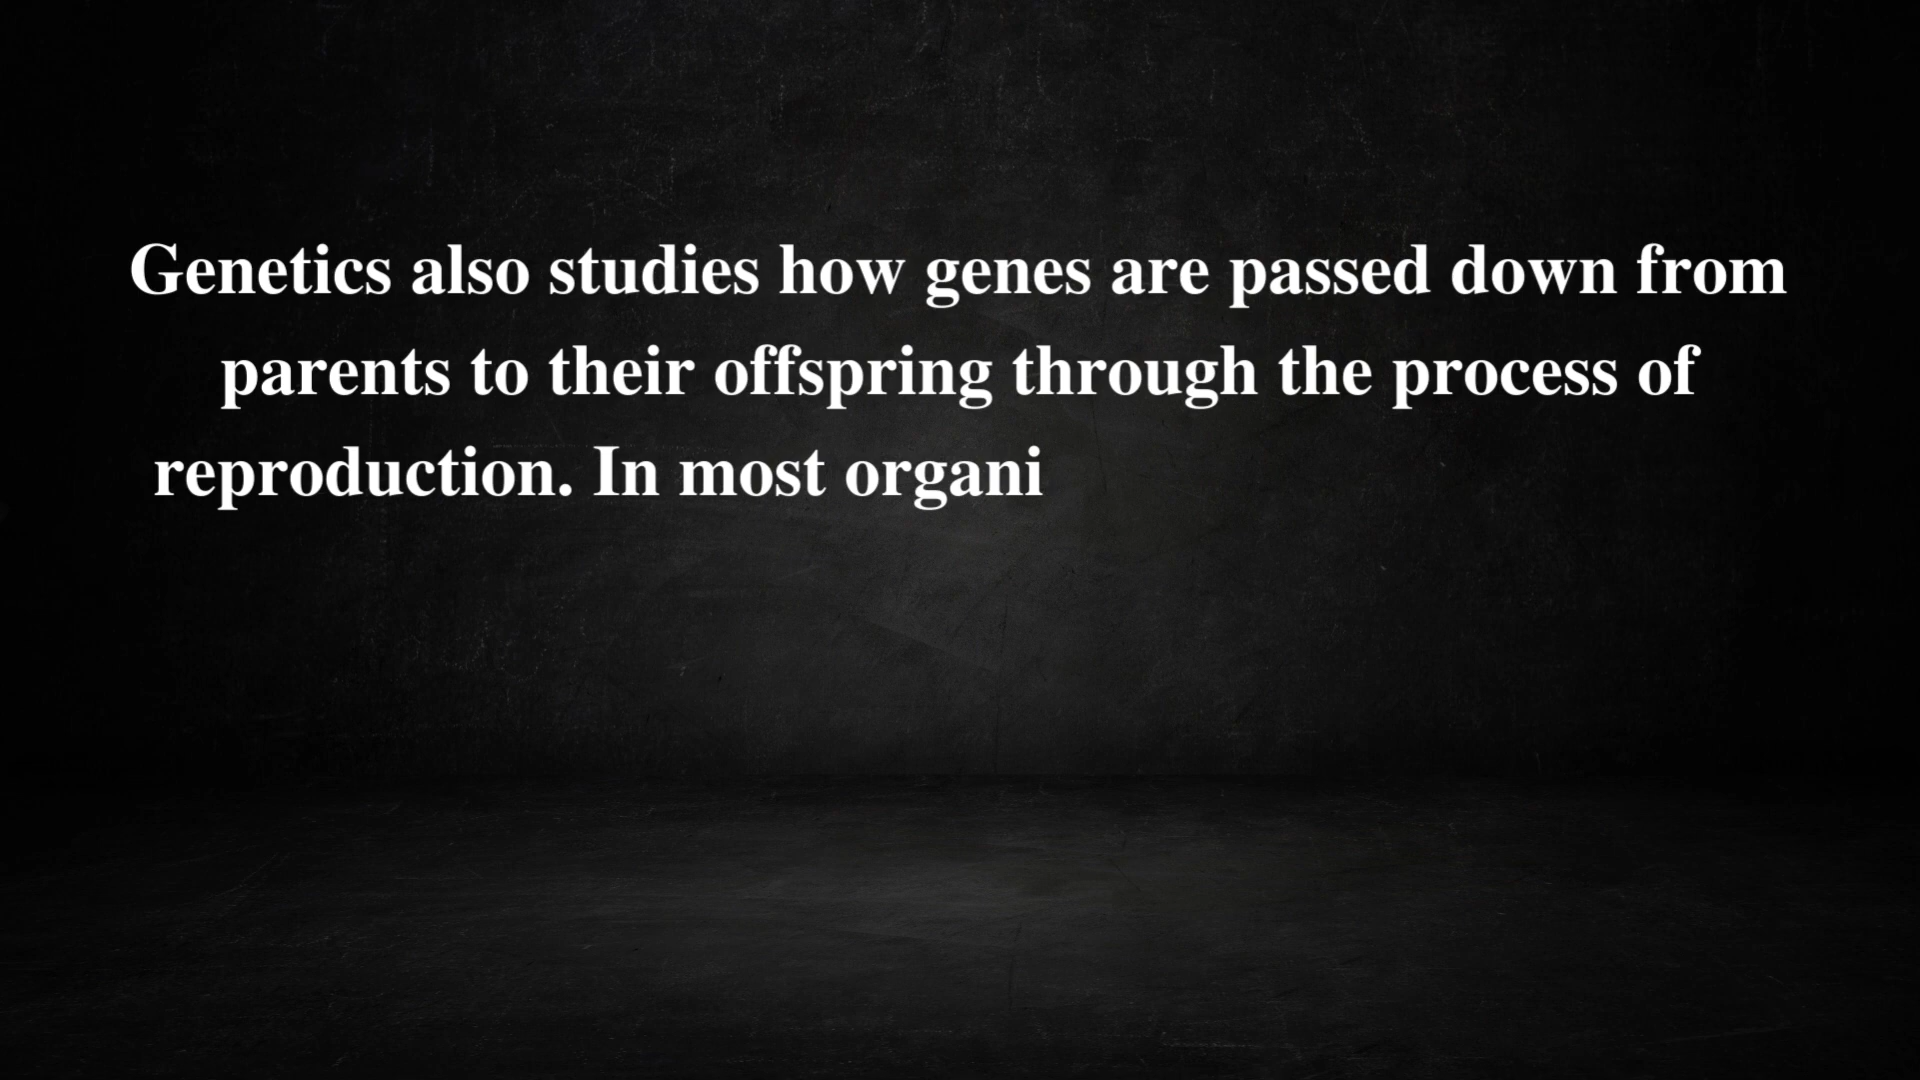 Genetics also studies how genes are passed down from
parents to their offspring through the process of
reproduction. In most organi